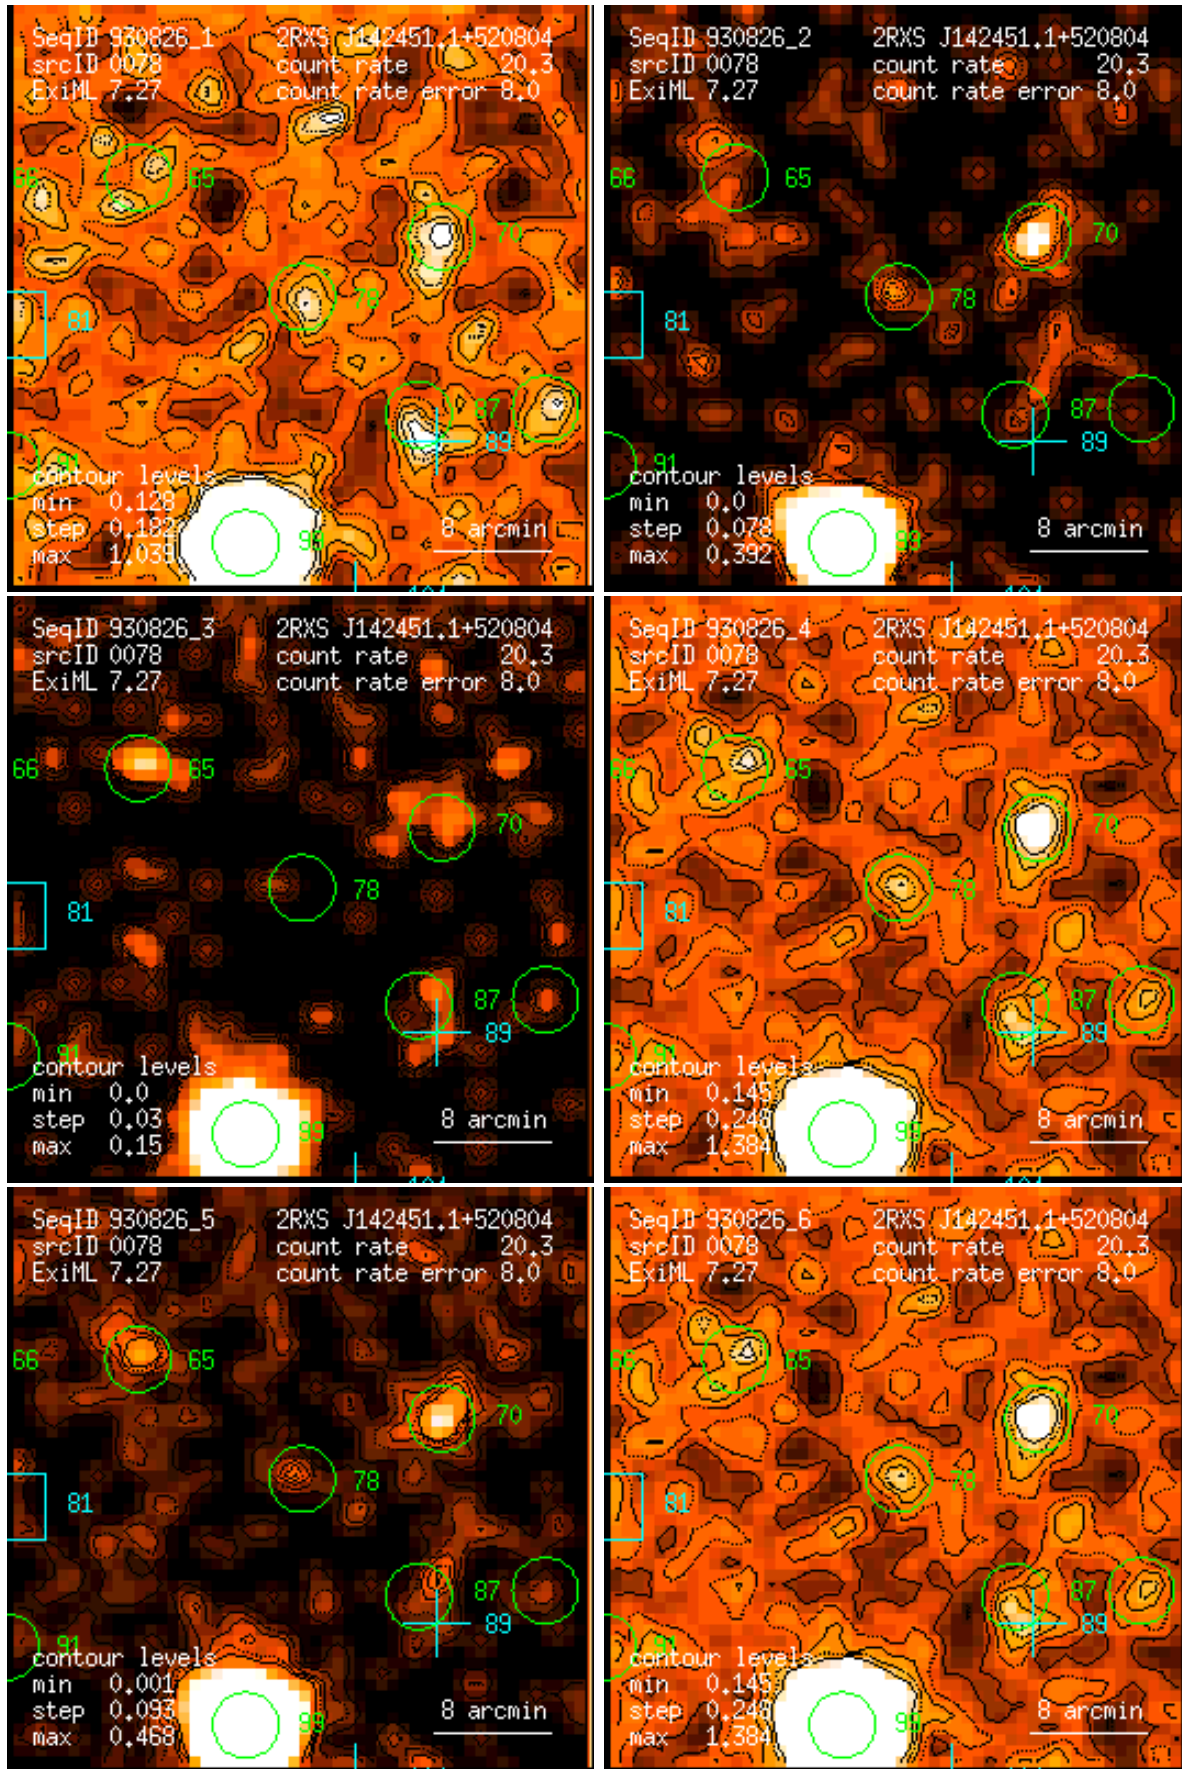 SeqID 930826_1 2RXS J142451.1+520804
srcID 0078 count rate 20.3
ExiML 7.27 count rate error 8.0
66 65
70
78
81
87
89
91
contour levels
min 0.128
step 0.182 8 arcmin
max 1.039 99
SeqID 930826_2 2RXS J142451.1+520804
srcID 0078 count rate 20.3
ExiML 7.27 count rate error 8.0
66 65
70
78
81
87
89
91
contour levels
min 0.0
step 0.078 8 arcmin
max 0.392 99
SeqID 930826_3 2RXS J142451.1+520804
srcID 0078 count rate 20.3
ExiML 7.27 count rate error 8.0
66 65
70
78
81
87
89
91
contour levels
min 0.0
step 0.03 8 arcmin
max 0.15 99
SeqID 930826_4 2RXS J142451.1+520804
srcID 0078 count rate 20.3
ExiML 7.27 count rate error 8.0
66 65
70
78
81
87
89
91
contour levels
min 0.145
step 0.248 8 arcmin
max 1.384 99
SeqID 930826_5 2RXS J142451.1+520804
srcID 0078 count rate 20.3
ExiML 7.27 count rate error 8.0
66 65
70
78
81
87
89
91
contour levels
min 0.001
step 0.093 8 arcmin
max 0.468 99
SeqID 930826_6 2RXS J142451.1+520804
srcID 0078 count rate 20.3
ExiML 7.27 count rate error 8.0
66 65
70
78
81
87
89
91
contour levels
min 0.145
step 0.248 8 arcmin
max 1.384 99